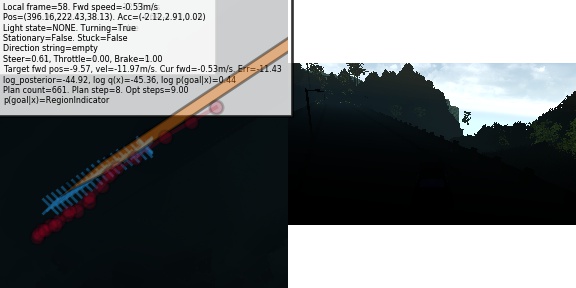 Local frame=58. Fwd speed=-0.53m/s
Pos=(396.16,222.43,38.13). Acc=(-2.12,2.91,0.02)
Light state=NONE. Turning=True
Stationary=False. Stuck=False
Direction string=empty
Steer=0.61, Throttle=0.00, Brake=1.00
Target fwd pos=-9.57, vel=-11.97m/s. Cur fwd=-0.53m/s. Err=-11.43
log_posterior=-44.92, log q(x)=-45.36, log p(goal|x)=0.44
Plan count=661. Plan step=8. Opt steps=9.00
p(goal|x)=RegionIndicator